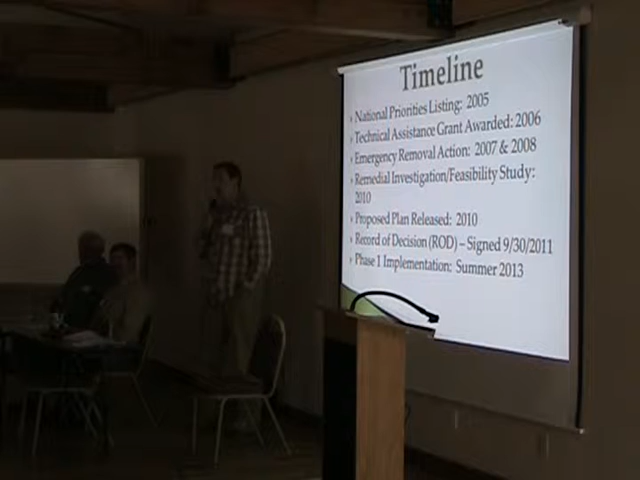 Timeline
National Priorities Listing: 2005
Technical Assistance Grant Awarded: 2006
Emergency Removal Action: 2007 & 2008
Remedial Investigation/Feasibility Study:
2010
Proposed Plan Released: 2010
Record of Decision (ROD) – Signed 9/30/2011
Phase 1 Implementation: Summer 2013